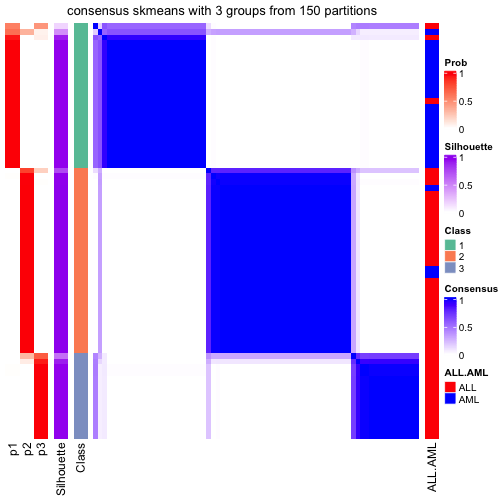 consensus skmeans with 3 groups from 150 partitions
Prob
1
0.5
0
Silhouette
1
0.5
0
Class
1
2
3
Consensus
1
0.5
0
ALL.AML
ALL
AML
p1
p2
p3
Silhouette
Class
ALL.AML